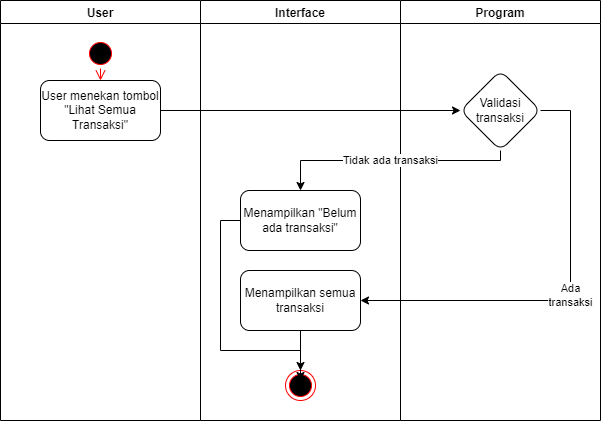 User
Interface
Program
User menekan tombol
"Lihat Semua
Transaksi"
Validasi
transaksi
Tidak ada transaksi
Menampilkan "Belum
ada transaksi"
Menampilkan semua
transaksi
Ada
transaksi